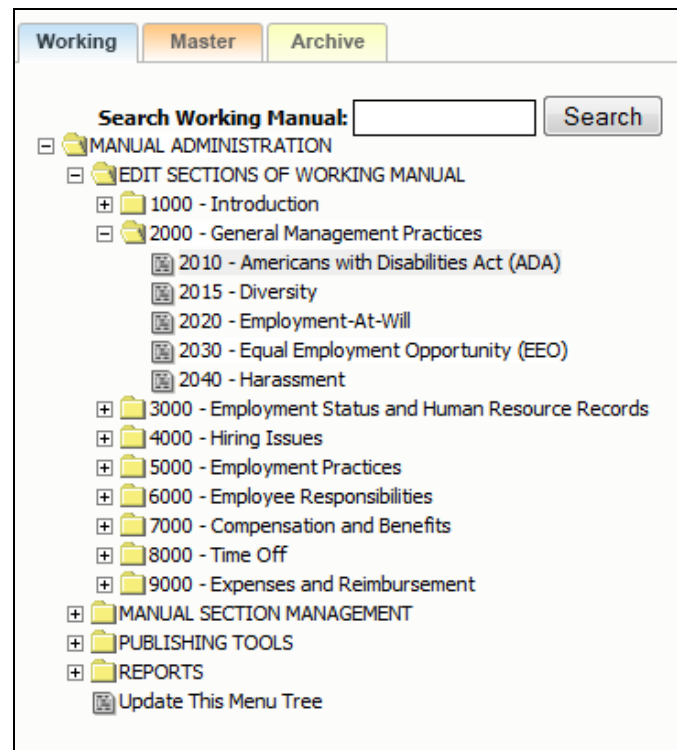 Working Master Archive
Search Working Manual: Search
MANUAL ADMINISTRATION
EDIT SECTIONS OF WORKING MANUAL
1000 - Introduction
2000 - General Management Practices
2010 - Americans with Disabilities Act (ADA)
2015 - Diversity
2020 - Employment-At-Will
2030 - Equal Employment Opportunity (EEO)
2040 - Harassment
3000 - Employment Status and Human Resource Records
4000 - Hiring Issues
5000 - Employment Practices
6000 - Employee Responsibilities
7000 - Compensation and Benefits
8000 - Time Off
9000 - Expenses and Reimbursement
MANUAL SECTION MANAGEMENT
PUBLISHING TOOLS
REPORTS
Update This Menu Tree